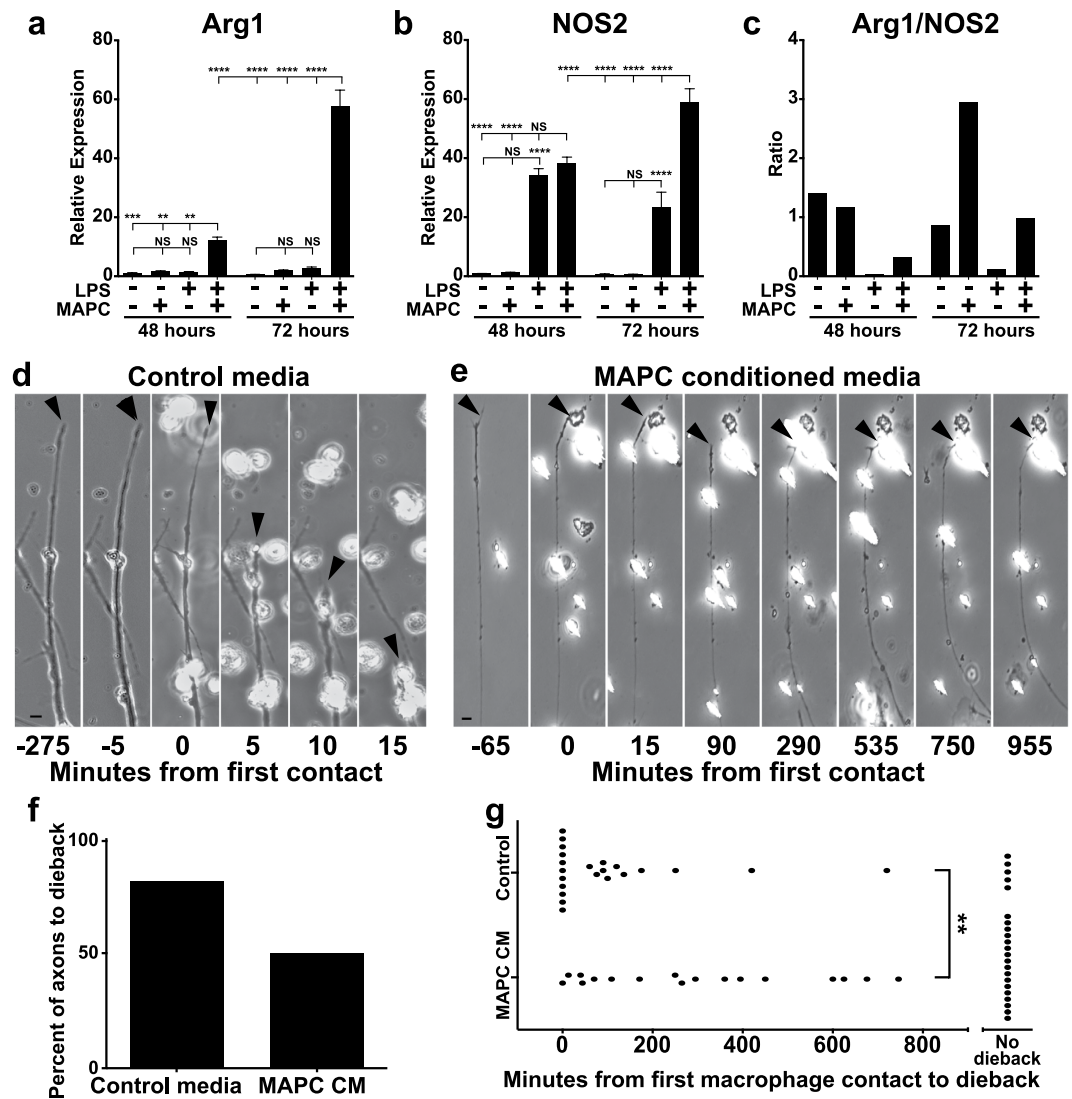 a Arg1
Relative Expression
80
60
40
20
0
**** **** **** ****
*** ** **
NS NS
NS NS
- - + + - - + + LPS
- + - + - + - + MAPC
48 hours 72 hours
b NOS2
Relative Expression
80
60
40
20
0
**** **** **** ****
**** **** NS
NS ****
NS ****
LPS - - + + - - + +
MAPC - + - + - + - +
48 hours 72 hours
c Arg1/NOS2
Ratio
4
3
2
1
0
LPS - - + + - - + +
MAPC - + - + - + - +
48 hours 72 hours
d Control media
-275 -5 0 5 10 15
Minutes from first contact
e MAPC conditioned media
-65 0 15 90 290 535 750 955
Minutes from first contact
f
Percent of axons to dieback
100
50
0
Control media MAPC CM
g
Control
MAPC CM
**
0 200 400 600 800 No
dieback
Minutes from first macrophage contact to dieback